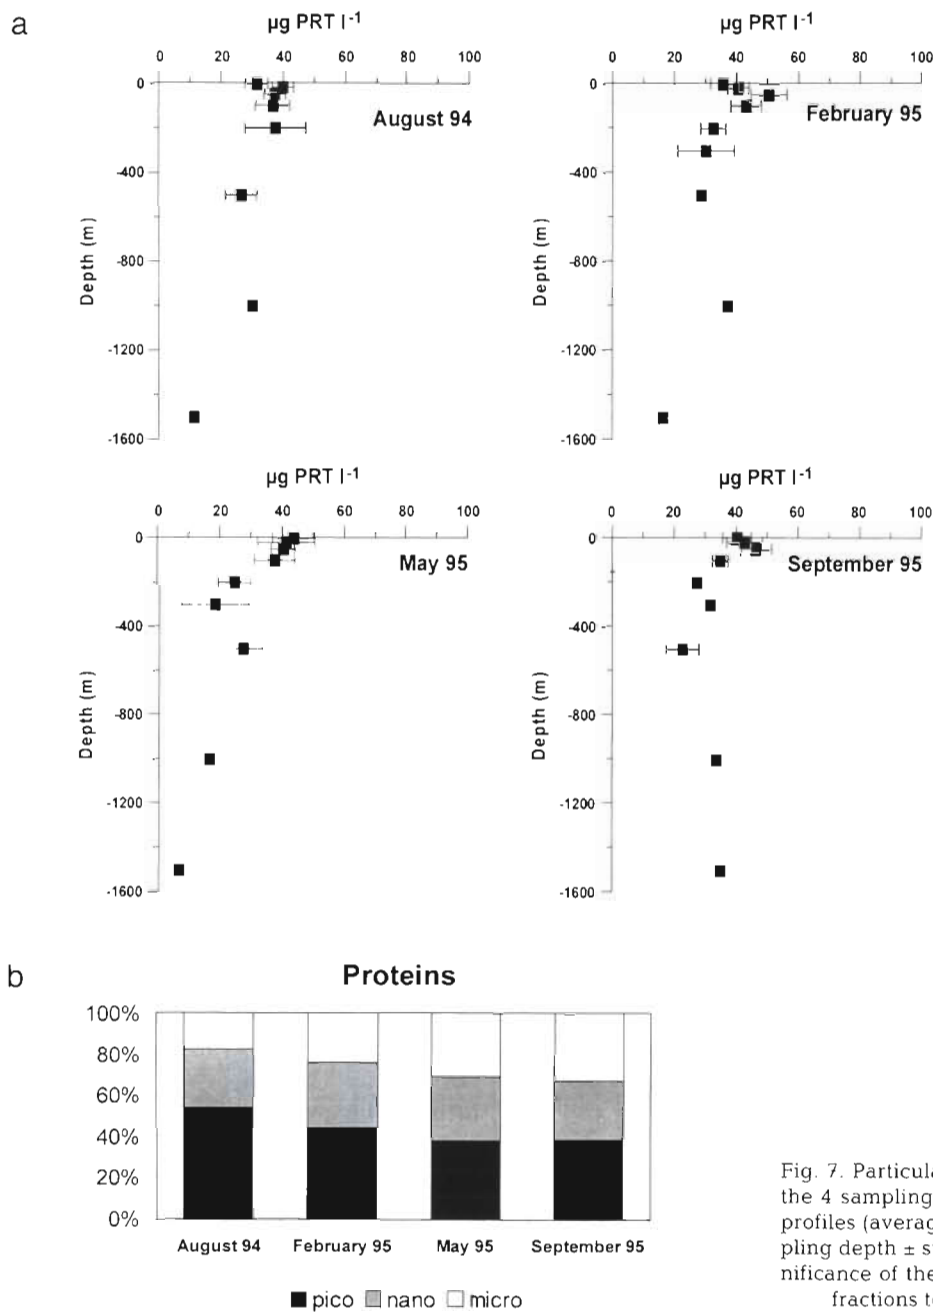 a
µg PRT l-1
0 20 40 60 80 100
0
-400
-800
-1200
-1600
Depth (m)
August 94
µg PRT l-1
0 20 40 60 80 100
0
-400
-800
-1200
-1600
Depth (m)
February 95
µg PRT l-1
0 20 40 60 80 100
0
-400
-800
-1200
-1600
Depth (m)
May 95
µg PRT l-1
0 20 40 60 80 100
0
-400
-800
-1200
-1600
Depth (m)
September 95
b
Proteins
100%
80%
60%
40%
20%
0%
August 94 February 95 May 95 September 95
pico nano micro
Fig. 7. Particula
the 4 sampling
profiles (averag
pling depth ± s
nificance of the
fractions t